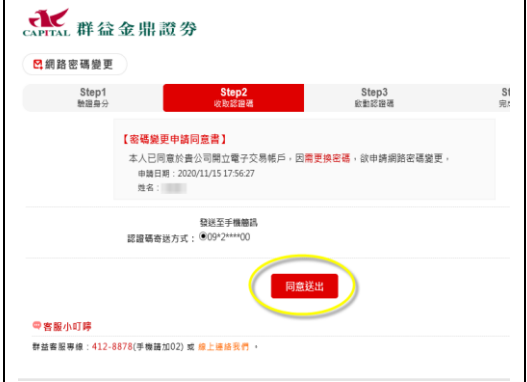 CAPITAL 群益金鼎證券
網路密碼變更
Step1 Step2 Step3
驗證身分 收取認證碼 啟動認證碼
【密碼變更申請同意書】
本人已同意於貴公司開立電子交易帳戶,因需更換密碼,欲申請網路密碼變更。
申請日期:2020/11/15 17:56:27
姓名:
發送至手機簡訊
認證碼寄送方式: 09*2****00
同意送出
客服小叮嚀
群益客服專線:412-8878(手機請加02) 或 線上連絡我們 。